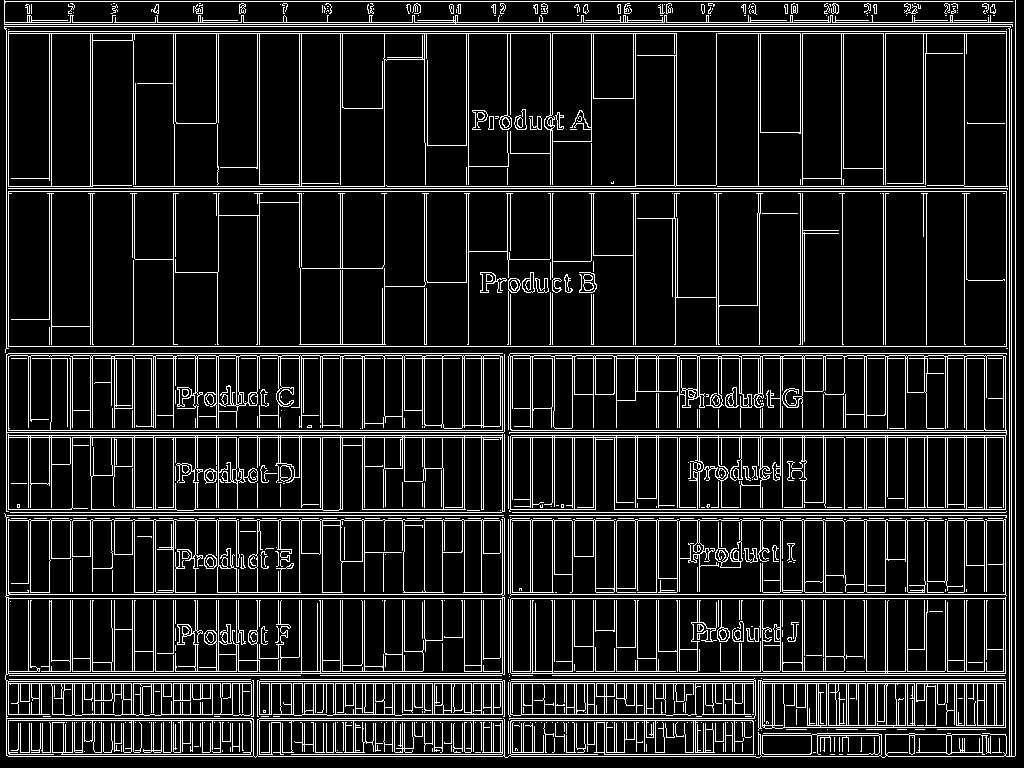 1 2 3 4 5 6 7 8 9 10 11 12 13 14 15 16 17 18 19 20 21 22 23 24
Product A
Product B
Product C Product G
Product D Product H
Product E Product I
Product F Product J